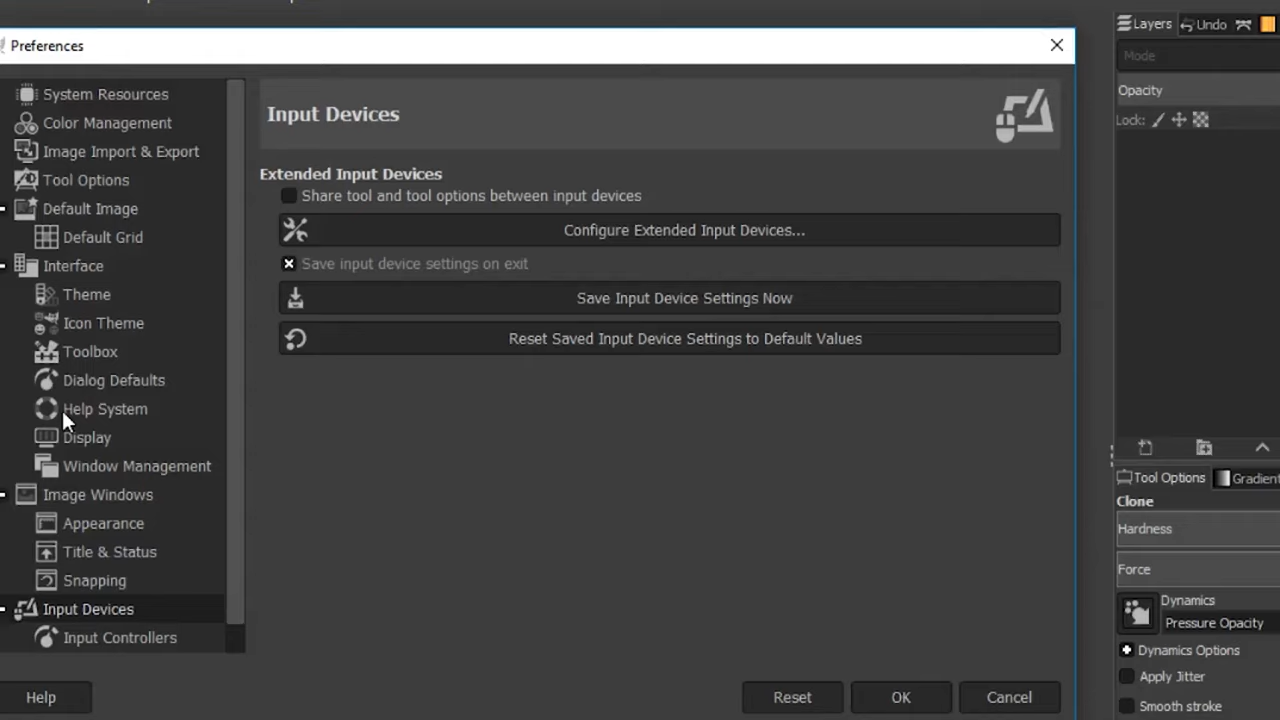 Preferences
System Resources
Color Management
Image Import & Export
Tool Options
Default Image
Default Grid
Interface
Theme
Icon Theme
Toolbox
Dialog Defaults
Help System
Display
Window Management
Image Windows
Appearance
Title & Status
Snapping
Input Devices
Input Controllers
Help
Input Devices
Extended Input Devices
Share tool and tool options between input devices
Configure Extended Input Devices...
Save input device settings on exit
Save Input Device Settings Now
Reset Saved Input Device Settings to Default Values
Reset
OK
Cancel
Layers
Undo
Mode
Opacity
Lock:
Tool Options
Gradient
Clone
Hardness
Force
Dynamics
Pressure Opacity
Dynamics Options
Apply Jitter
Smooth stroke